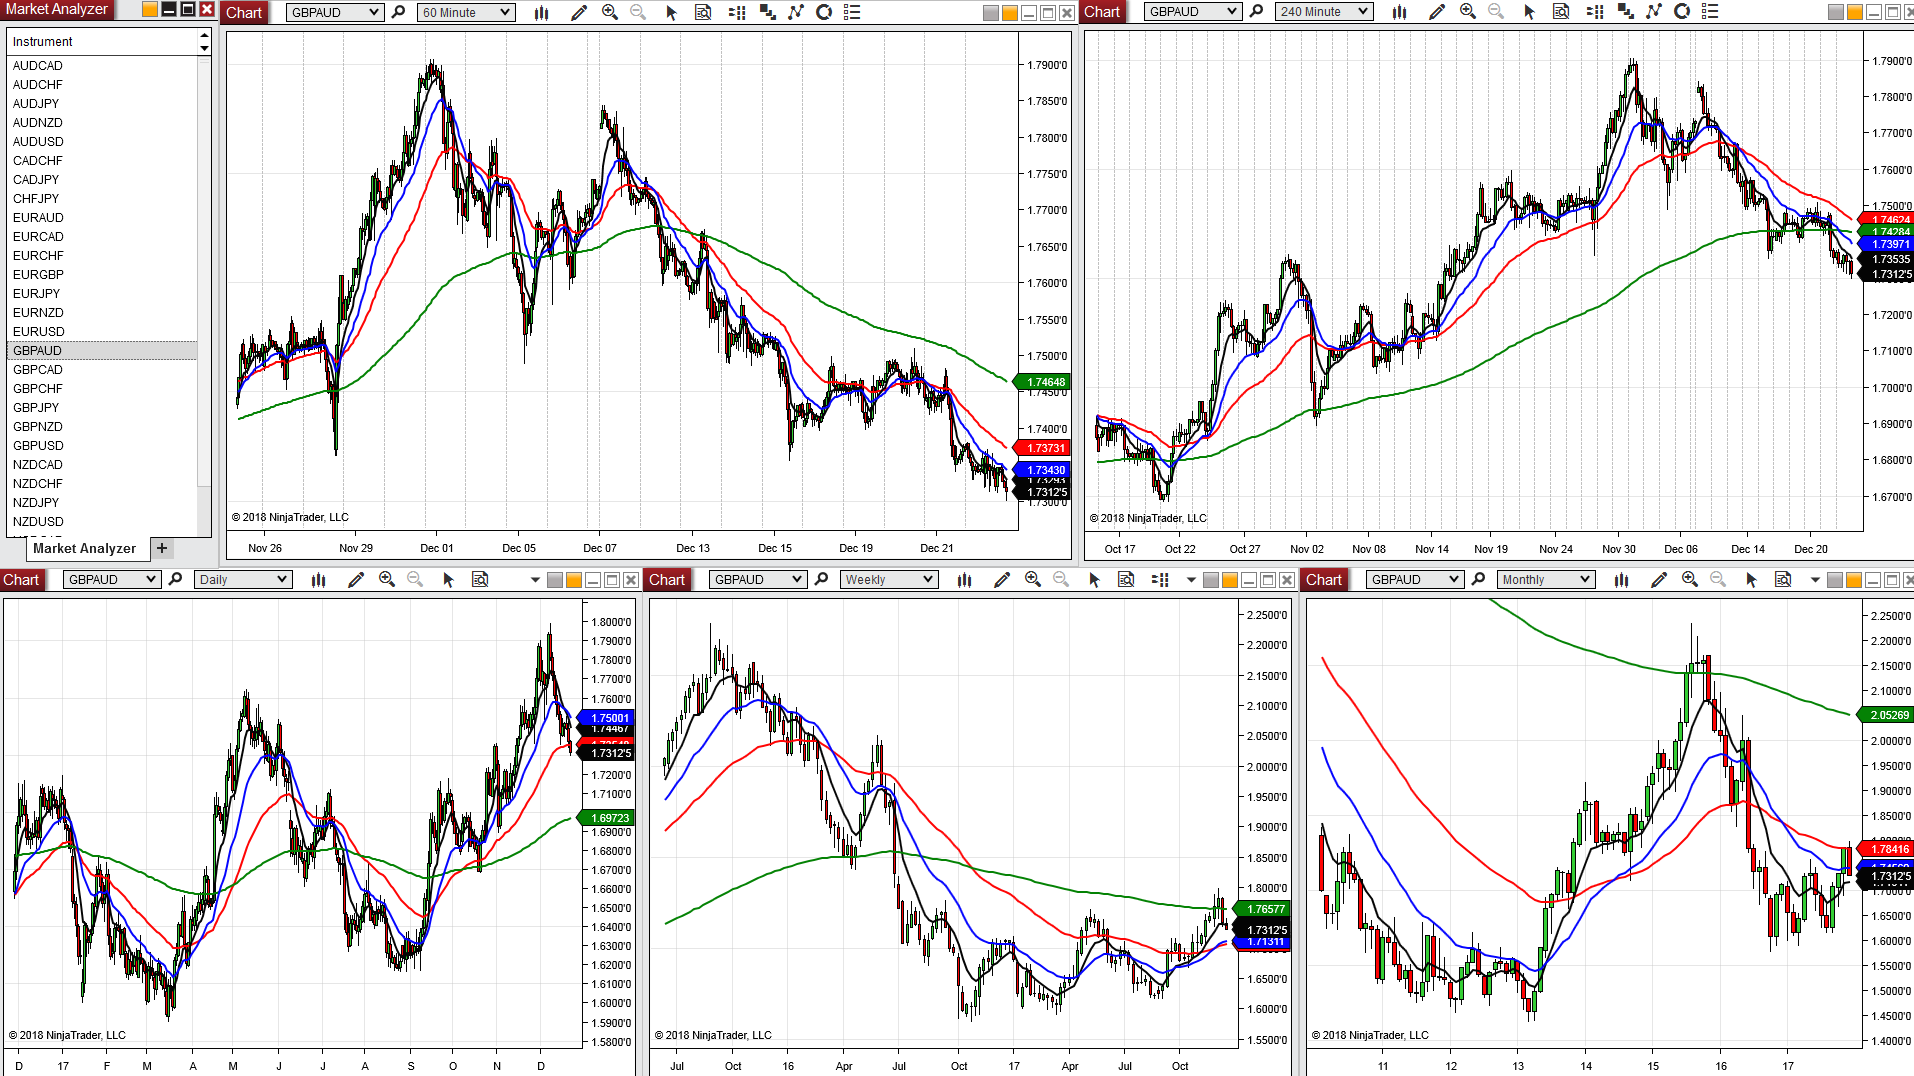 Market Analyzer
Instrument
AUDCAD
AUDCHF
AUDJPY
AUDNZD
AUDUSD
CADCHF
CADJPY
CHFJPY
EURAUD
EURCAD
EURCHF
EURGBP
EURJPY
EURNZD
EURUSD
GBPAUD
GBPCAD
GBPCHF
GBPJPY
GBPNZD
GBPUSD
NZDCAD
NZDCHF
NZDJPY
NZDUSD
Market Analyzer +
Chart GBPAUD 60 Minute
1.7900'0
1.7850'0
1.7800'0
1.7750'0
1.7700'0
1.7650'0
1.7600'0
1.7550'0
1.7500'0
1.74648
1.7450'0
1.7400'0
1.73731
1.73430
1.7312'5
1.7300'0
© 2018 NinjaTrader, LLC
Nov 26 Nov 29 Dec 01 Dec 05 Dec 07 Dec 13 Dec 15 Dec 19 Dec 21
Chart GBPAUD 240 Minute
1.7900'0
1.7800'0
1.7700'0
1.7600'0
1.7500'0
1.74624
1.74284
1.73971
1.73535
1.7312'5
1.7200'0
1.7100'0
1.7000'0
1.6900'0
1.6800'0
1.6700'0
© 2018 NinjaTrader, LLC
Oct 17 Oct 22 Oct 27 Nov 02 Nov 08 Nov 14 Nov 19 Nov 24 Nov 30 Dec 06 Dec 14 Dec 20
Chart GBPAUD Daily
1.8000'0
1.7900'0
1.7800'0
1.7700'0
1.7600'0
1.75001
1.74467
1.7312'5
1.7200'0
1.7100'0
1.69723
1.6900'0
1.6800'0
1.6700'0
1.6600'0
1.6500'0
1.6400'0
1.6300'0
1.6200'0
1.6100'0
1.6000'0
1.5900'0
1.5800'0
© 2018 NinjaTrader, LLC
D 17 F M A M J J A S O N D
Chart GBPAUD Weekly
2.2500'0
2.2000'0
2.1500'0
2.1000'0
2.0500'0
2.0000'0
1.9500'0
1.9000'0
1.8500'0
1.8000'0
1.76577
1.7312'5
1.71311
1.6500'0
1.6000'0
1.5500'0
© 2018 NinjaTrader, LLC
Jul Oct 16 Apr Jul Oct 17 Apr Jul Oct
Chart GBPAUD Monthly
2.2500'0
2.2000'0
2.1500'0
2.1000'0
2.05269
2.0000'0
1.9500'0
1.9000'0
1.8500'0
1.78416
1.7312'5
1.6500'0
1.6000'0
1.5500'0
1.5000'0
1.4500'0
1.4000'0
© 2018 NinjaTrader, LLC
11 12 13 14 15 16 17